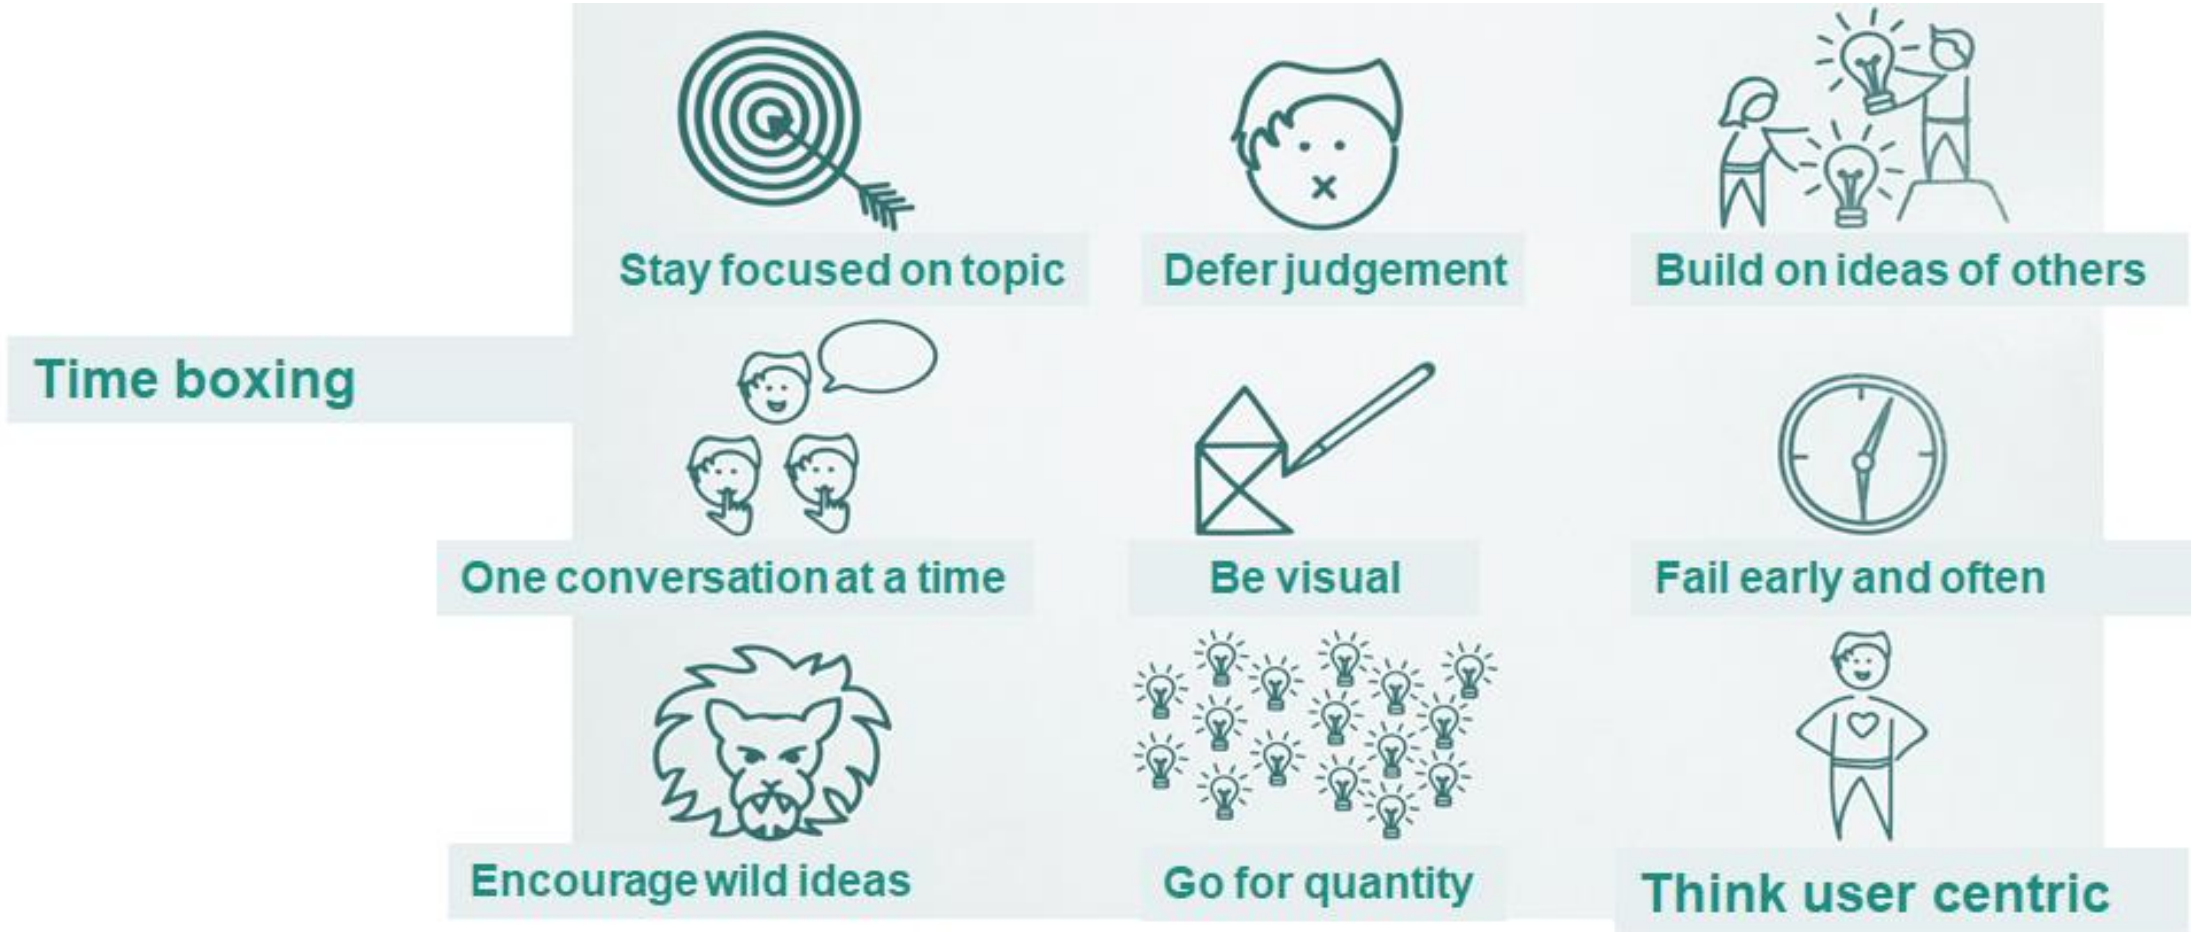 Stay focused on topic
Defer judgement
Build on ideas of others
Time boxing
One conversation at a time
Be visual
Fail early and often
Encourage wild ideas
Go for quantity
Think user centric